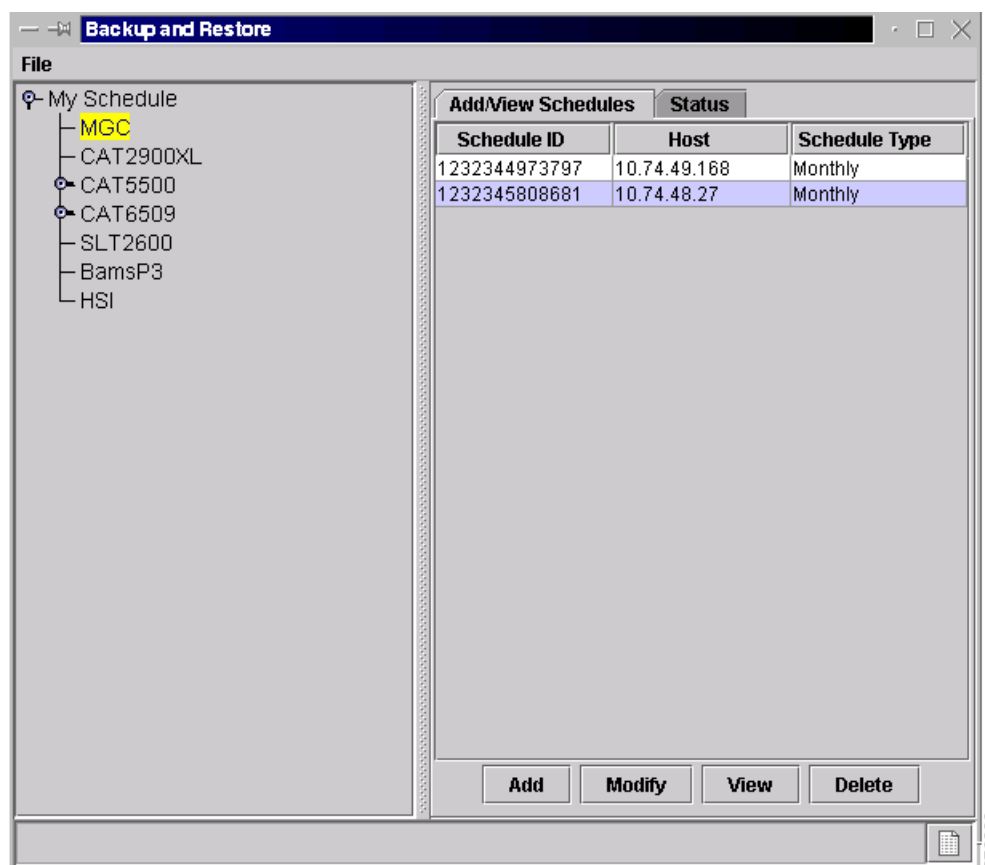 Backup and Restore
File
My Schedule
MGC
CAT2900XL
CAT5500
CAT6509
SLT2600
BamsP3
HSI
Add/View Schedules Status
Schedule ID Host Schedule Type
1232344973797 10.74.49.168 Monthly
1232345808681 10.74.48.27 Monthly
Add Modify View Delete